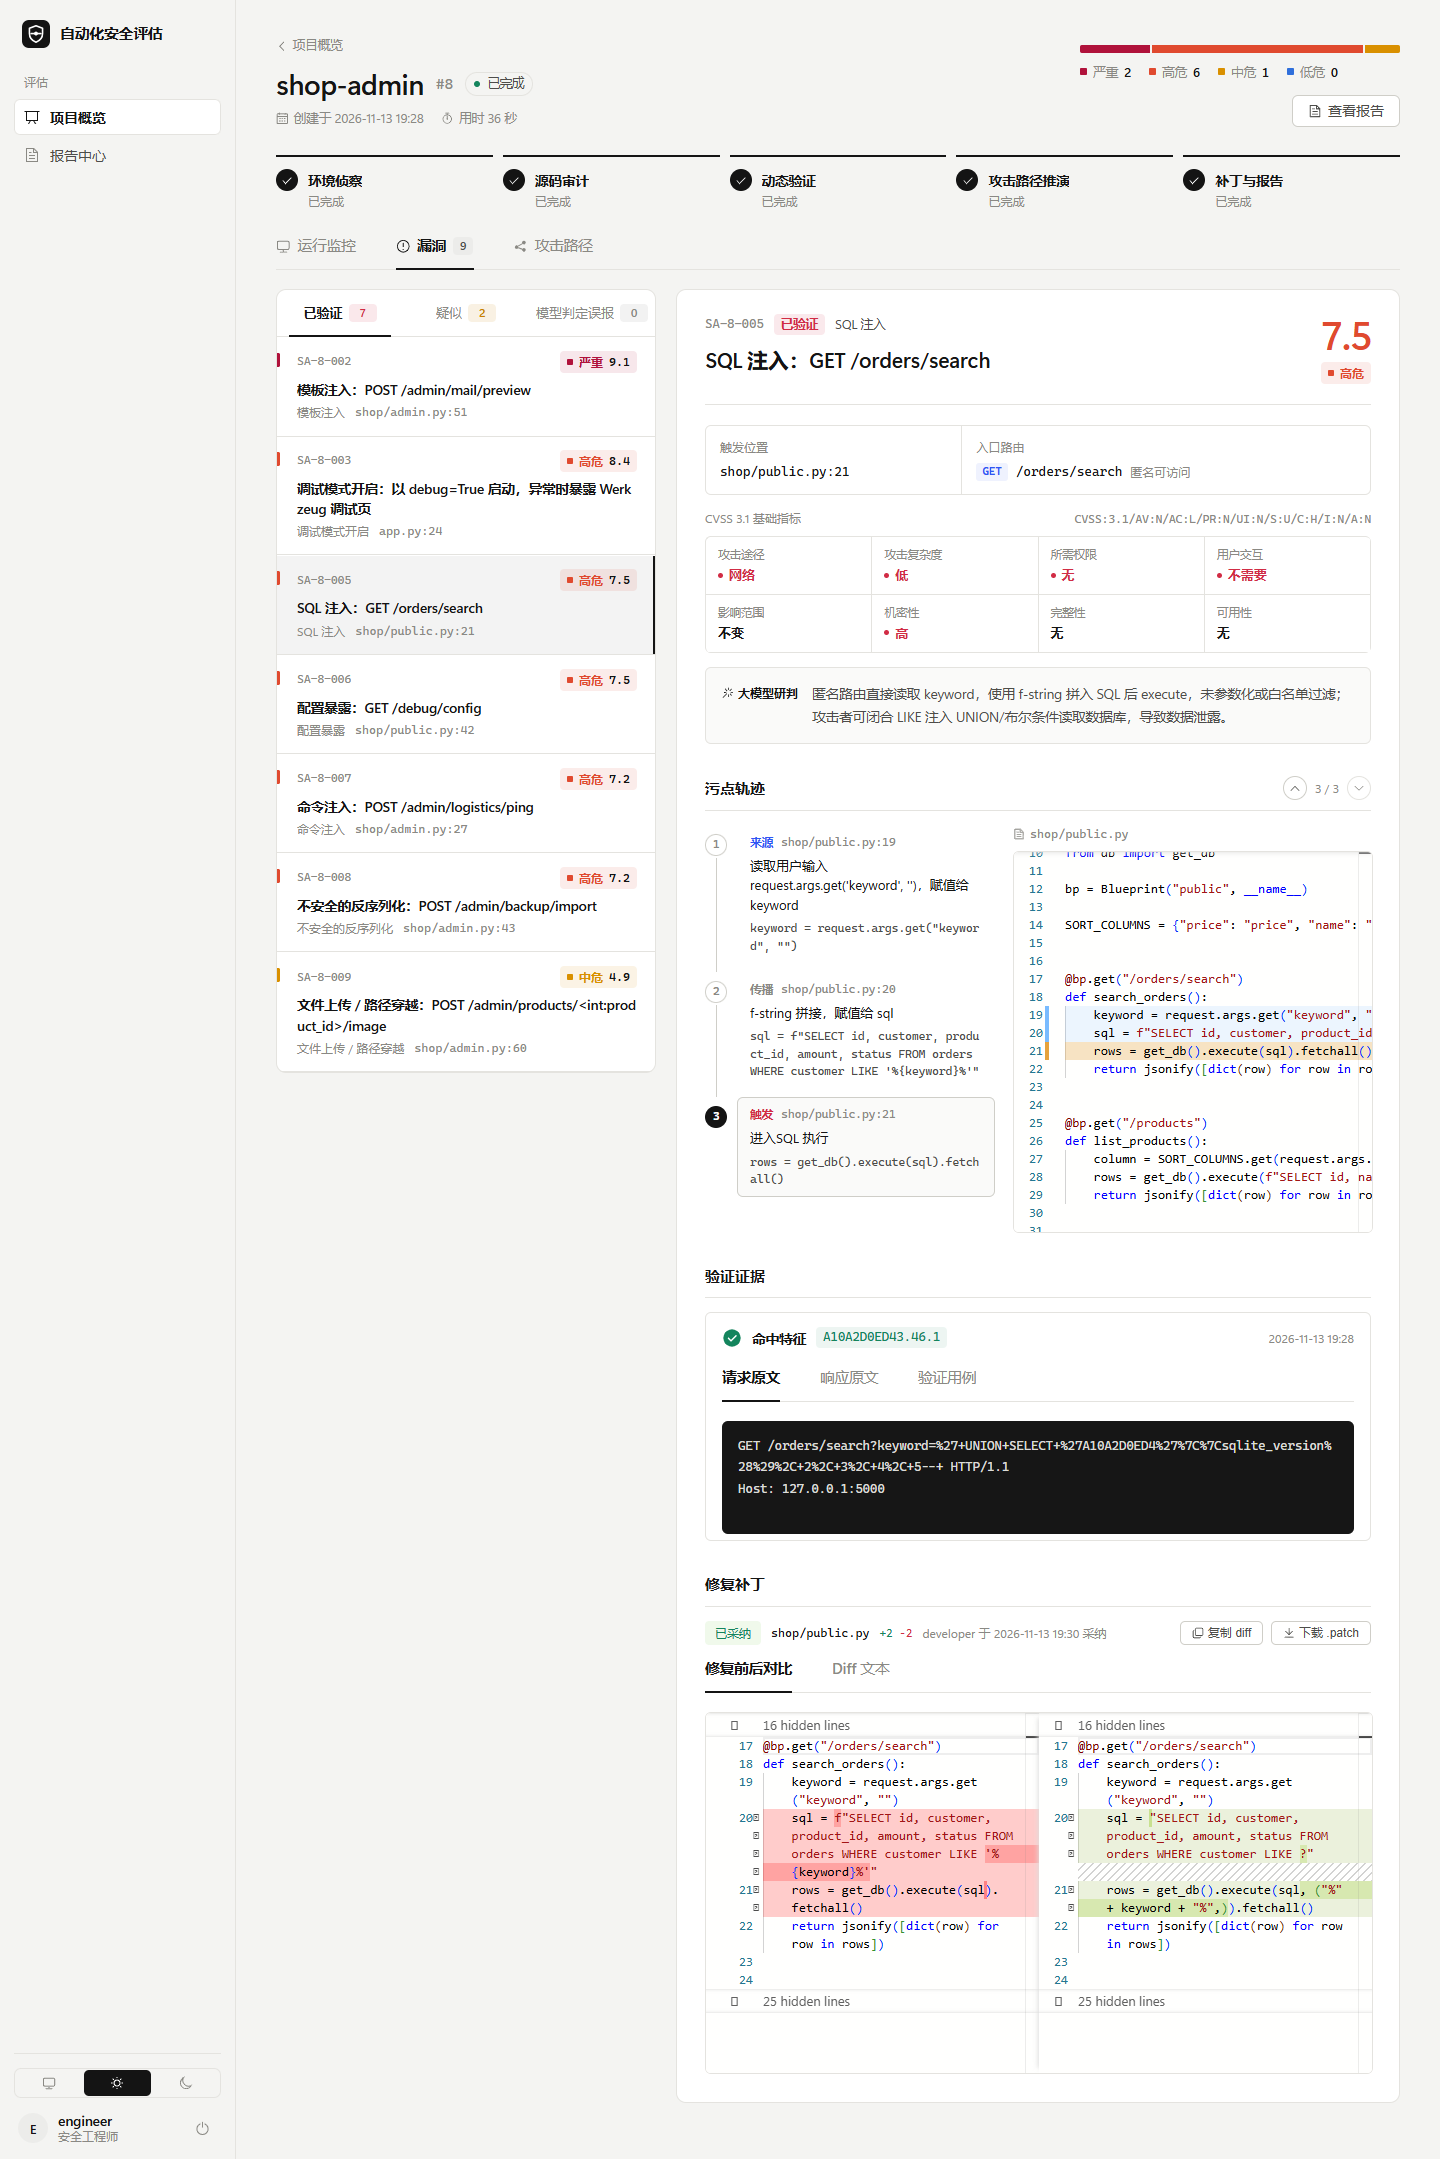 自动化安全评估
评估
项目概览
报告中心
项目概览
shop-admin #8 已完成
创建于 2026-11-13 19:28 用时 36 秒
严重 2 高危 6 中危 1 低危 0
查看报告
环境侦察
已完成
源码审计
已完成
动态验证
已完成
攻击路径推演
已完成
补丁与报告
已完成
运行监控
漏洞 9
攻击路径
已验证 7 疑似 2 模型判定误报 0
SA-8-002 严重 9.1
模板注入：POST /admin/mail/preview
模板注入 shop/admin.py:51
SA-8-003 高危 8.4
调试模式开启：以 debug=True 启动，异常时暴露 Werk
zeug 调试页
调试模式开启 app.py:24
SA-8-005 高危 7.5
SQL 注入：GET /orders/search
SQL 注入 shop/public.py:21
SA-8-006 高危 7.5
配置暴露：GET /debug/config
配置暴露 shop/public.py:42
SA-8-007 高危 7.2
命令注入：POST /admin/logistics/ping
命令注入 shop/admin.py:27
SA-8-008 高危 7.2
不安全的反序列化：POST /admin/backup/import
不安全的反序列化 shop/admin.py:43
SA-8-009 中危 4.9
文件上传 / 路径穿越：POST /admin/products/<int:prod
uct_id>/image
文件上传 / 路径穿越 shop/admin.py:60
SA-8-005 已验证 SQL 注入
SQL 注入：GET /orders/search
7.5
高危
触发位置
shop/public.py:21
入口路由
GET /orders/search 匿名可访问
CVSS 3.1 基础指标 CVSS:3.1/AV:N/AC:L/PR:N/UI:N/S:U/C:H/I:N/A:N
攻击途径
网络
攻击复杂度
低
所需权限
无
用户交互
不需要
影响范围
不变
机密性
高
完整性
无
可用性
无
大模型研判
匿名路由直接读取 keyword，使用 f-string 拼入 SQL 后 execute，未参数化或白名单过滤；
攻击者可闭合 LIKE 注入 UNION/布尔条件读取数据库，导致数据泄露。
污点轨迹 3 / 3
1 来源 shop/public.py:19
读取用户输入
request.args.get('keyword', '')，赋值给
keyword
keyword = request.args.get("keywor
d", "")
2 传播 shop/public.py:20
f-string 拼接，赋值给 sql
sql = f"SELECT id, customer, produ
ct_id, amount, status FROM orders
WHERE customer LIKE '%{keyword}%'"
3 触发 shop/public.py:21
进入SQL 执行
rows = get_db().execute(sql).fetch
all()
shop/public.py
10 from db import get_db
11
12 bp = Blueprint("public", __name__)
13
14 SORT_COLUMNS = {"price": "price", "name": "
15
16
17 @bp.get("/orders/search")
18 def search_orders():
19 keyword = request.args.get("keyword", "
20 sql = f"SELECT id, customer, product_id
21 rows = get_db().execute(sql).fetchall()
22 return jsonify([dict(row) for row in ro
23
24
25 @bp.get("/products")
26 def list_products():
27 column = SORT_COLUMNS.get(request.args.
28 rows = get_db().execute(f"SELECT id, na
29 return jsonify([dict(row) for row in ro
30
31
验证证据
命中特征 A10A2D0ED43.46.1 2026-11-13 19:28
请求原文 响应原文 验证用例
GET /orders/search?keyword=%27+UNION+SELECT+%27A10A2D0ED4%27%7C%7Csqlite_version%
28%29%2C+2%2C+3%2C+4%2C+5--+ HTTP/1.1
Host: 127.0.0.1:5000
修复补丁
已采纳 shop/public.py +2 -2 developer 于 2026-11-13 19:30 采纳
复制 diff 下载 .patch
修复前后对比 Diff 文本
16 hidden lines
17 @bp.get("/orders/search")
18 def search_orders():
19 keyword = request.args.get
("keyword", "")
20 sql = f"SELECT id, customer,
product_id, amount, status FROM
orders WHERE customer LIKE '%
{keyword}%'"
21 rows = get_db().execute(sql).
fetchall()
22 return jsonify([dict(row) for
row in rows])
23
24
25 hidden lines
16 hidden lines
17 @bp.get("/orders/search")
18 def search_orders():
19 keyword = request.args.get
("keyword", "")
20 sql = "SELECT id, customer,
product_id, amount, status FROM
orders WHERE customer LIKE ?"
21 rows = get_db().execute(sql, ("%"
+ keyword + "%",)).fetchall()
22 return jsonify([dict(row) for row
in rows])
23
24
25 hidden lines
E
engineer
安全工程师